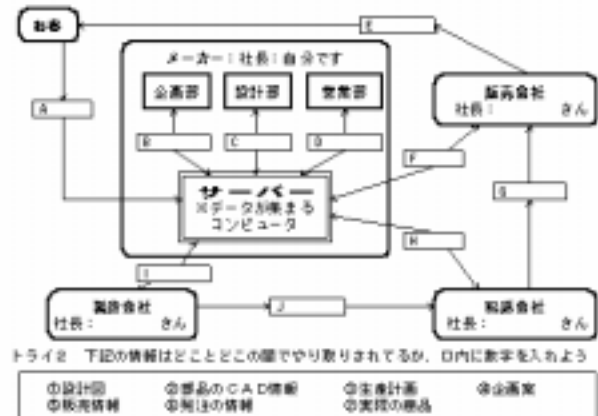 お客
E
メーカー：社長：自分です
企画部 設計部 営業部
販売会社
社長： さん
A
B C D
F
サーバー
※データが集まる
コンピュータ
G
H
I
製造会社
社長： さん
J
社長： さん
トライ2 下記の情報はどことどこの間でやり取りされてるか、口内に数字を入れよう
①設計図 ②部品のCAD情報 ③生産計画 ④企画案
⑤販売情報 ⑥発注の情報 ⑦実際の商品